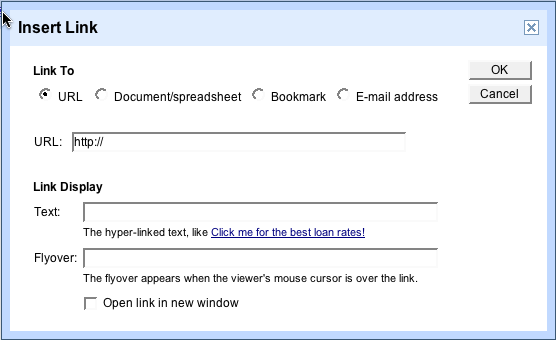 Insert Link
Link To
OK
URL Document/spreadsheet Bookmark E-mail address
Cancel
URL: http://
Link Display
Text:
The hyper-linked text, like Click me for the best loan rates!
Flyover:
The flyover appears when the viewer's mouse cursor is over the link.
Open link in new window